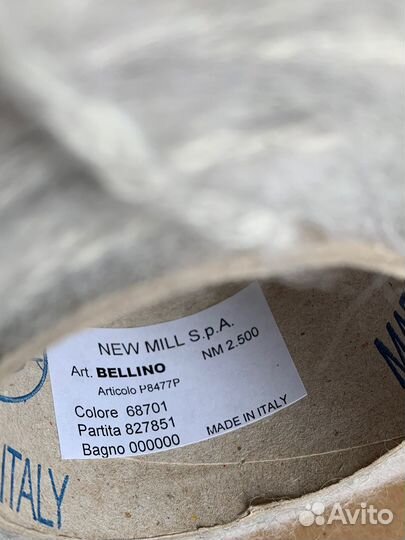 NEW MILL S.p.A.
NM 2.500
Art. BELLINO
Articolo P8477P
Colore 68701
Partita 827851
Bagno 000000
MADE IN ITALY
ITALY
MA
Avito